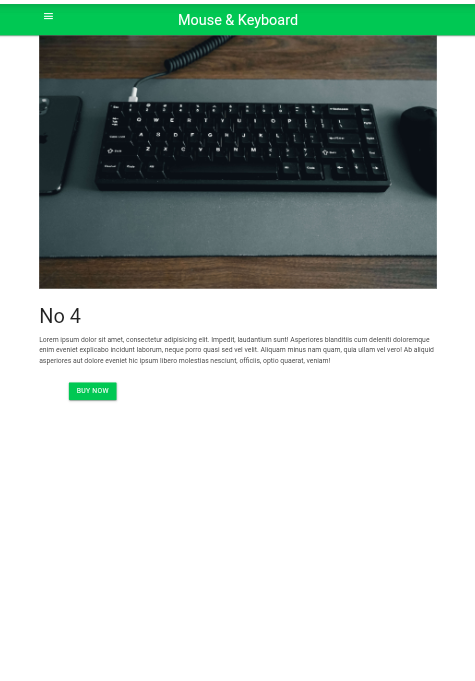 Mouse & Keyboard
Q W E R T Y U I O P
A S D F G H J K L
Z X C V B N M
No 4
Lorem ipsum dolor sit amet, consectetur adipisicing elit. Impedit, laudantium sunt! Asperiores blanditiis cum deleniti doloremque
enim eveniet explicabo incidunt laborum, neque porro quasi sed vel velit. Aliquam minus nam quam, quia ullam vel vero! Ab aliquid
asperiores aut dolore eveniet hic ipsum libero molestias nesciunt, officiis, optio quaerat, veniam!
BUY NOW